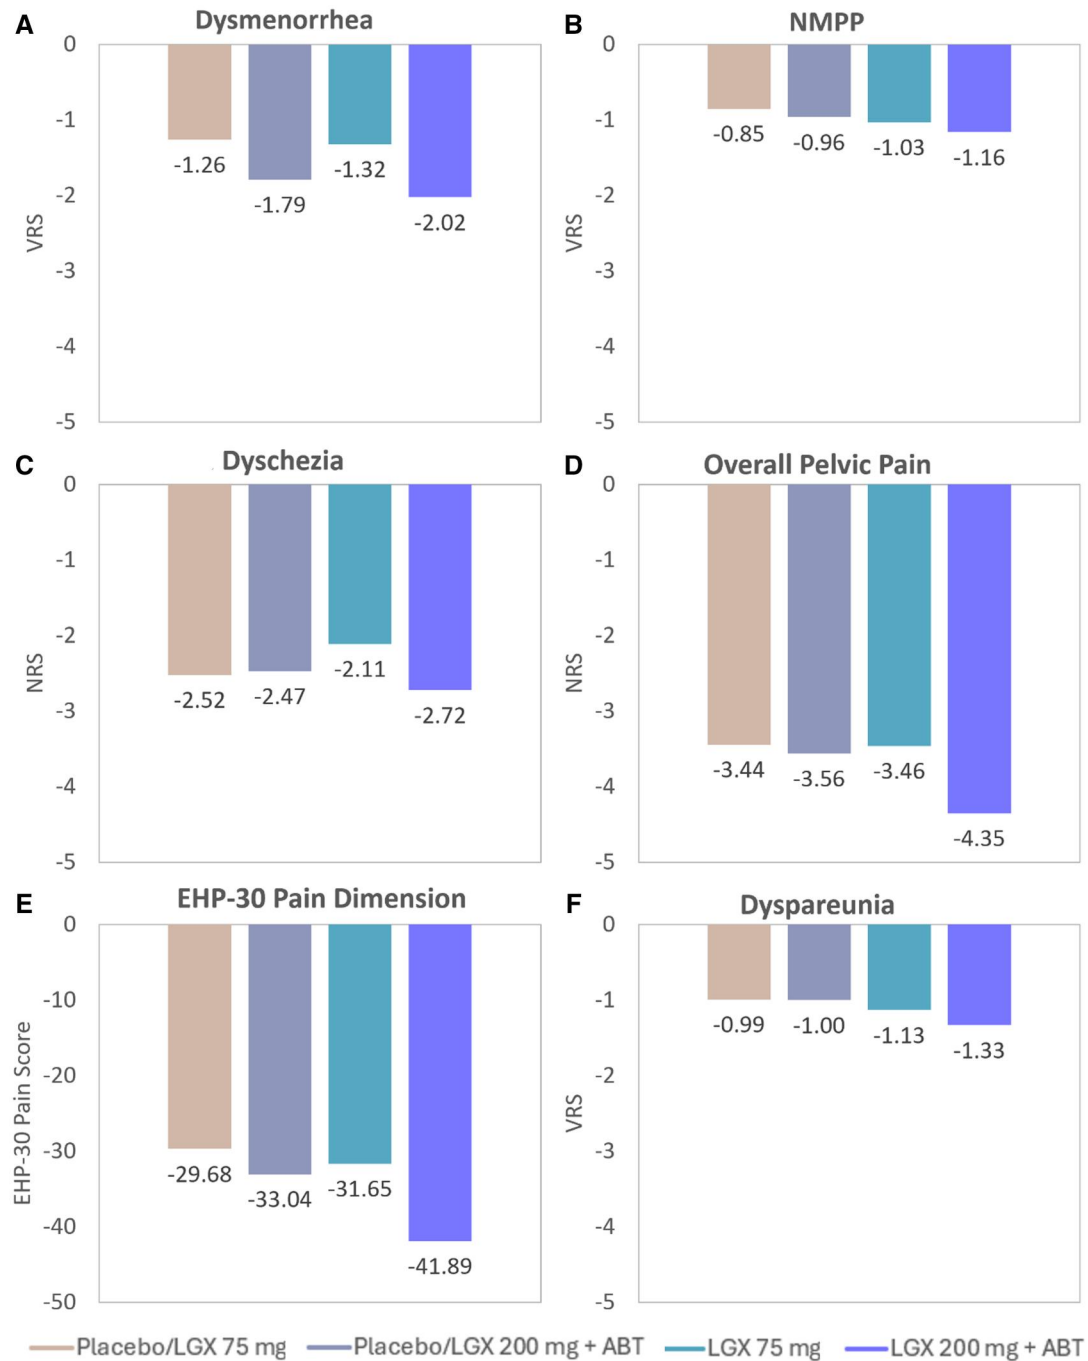 A
Dysmenorrhea
VRS
0
-1
-2
-3
-4
-5
-1.26
-1.79
-1.32
-2.02
B
NMPP
VRS
0
-1
-2
-3
-4
-5
-0.85
-0.96
-1.03
-1.16
C
Dyschezia
NRS
0
-1
-2
-3
-4
-5
-2.52
-2.47
-2.11
-2.72
D
Overall Pelvic Pain
NRS
0
-1
-2
-3
-4
-5
-3.44
-3.56
-3.46
-4.35
E
EHP-30 Pain Dimension
EHP-30 Pain Score
0
-10
-20
-30
-40
-50
-29.68
-33.04
-31.65
-41.89
F
Dyspareunia
VRS
0
-1
-2
-3
-4
-5
-0.99
-1.00
-1.13
-1.33
Placebo/LGX 75 mg
Placebo/LGX 200 mg + ABT
LGX 75 mg
LGX 200 mg + ABT